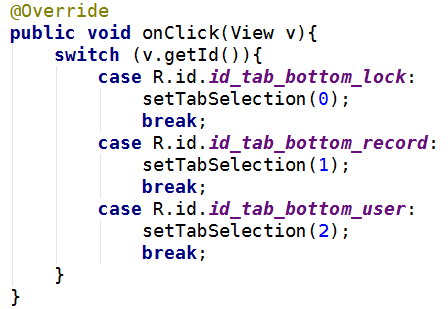 @Override
public void onClick(View v){
    switch (v.getId()){
        case R.id.id_tab_bottom_lock:
            setTabSelection(0);
            break;
        case R.id.id_tab_bottom_record:
            setTabSelection(1);
            break;
        case R.id.id_tab_bottom_user:
            setTabSelection(2);
            break;
    }
}